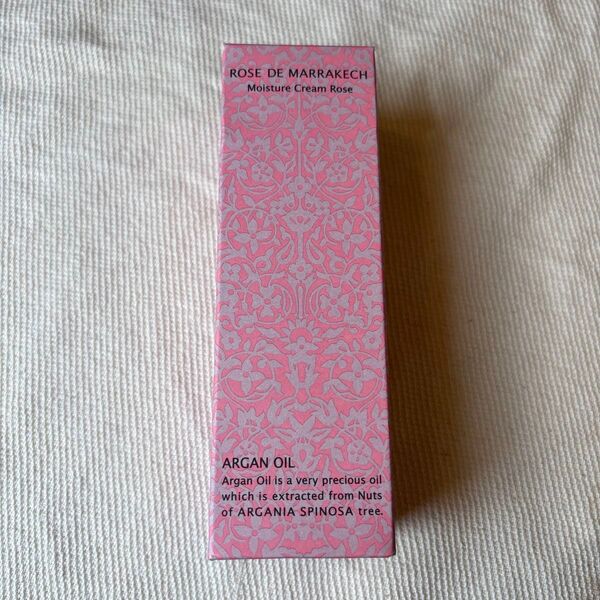 ROSE DE MARRAKECH
Moisture Cream Rose
ARGAN OIL
Argan Oil is a very precious oil
which is extracted from Nuts
of ARGANIA SPINOSA tree.